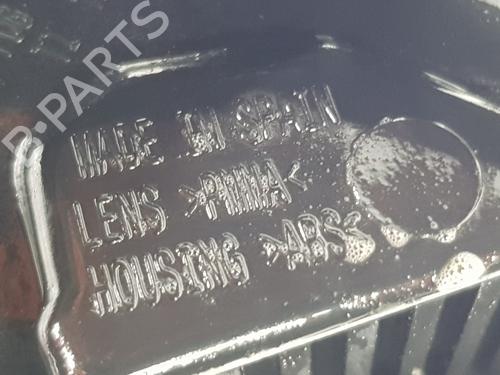 B-PARTS
MADE IN SPAIN
LENS >PMMA<
HOUSING >ABS<